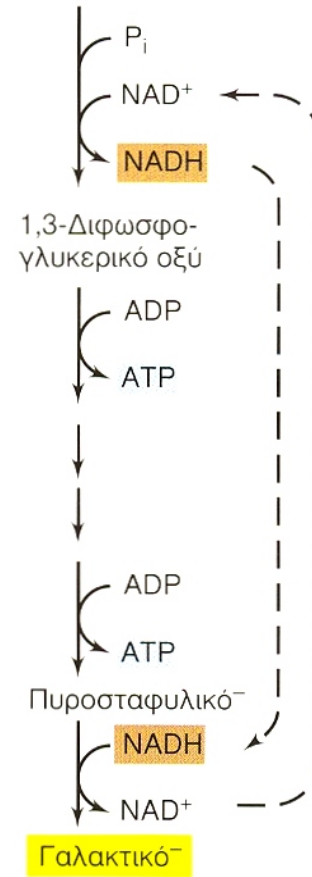 Pi
NAD+
NADH
1,3-Διφωσφο-
γλυκερικό οξύ
ADP
ATP
ADP
ATP
Πυροσταφυλικό−
NADH
NAD+
Γαλακτικό−